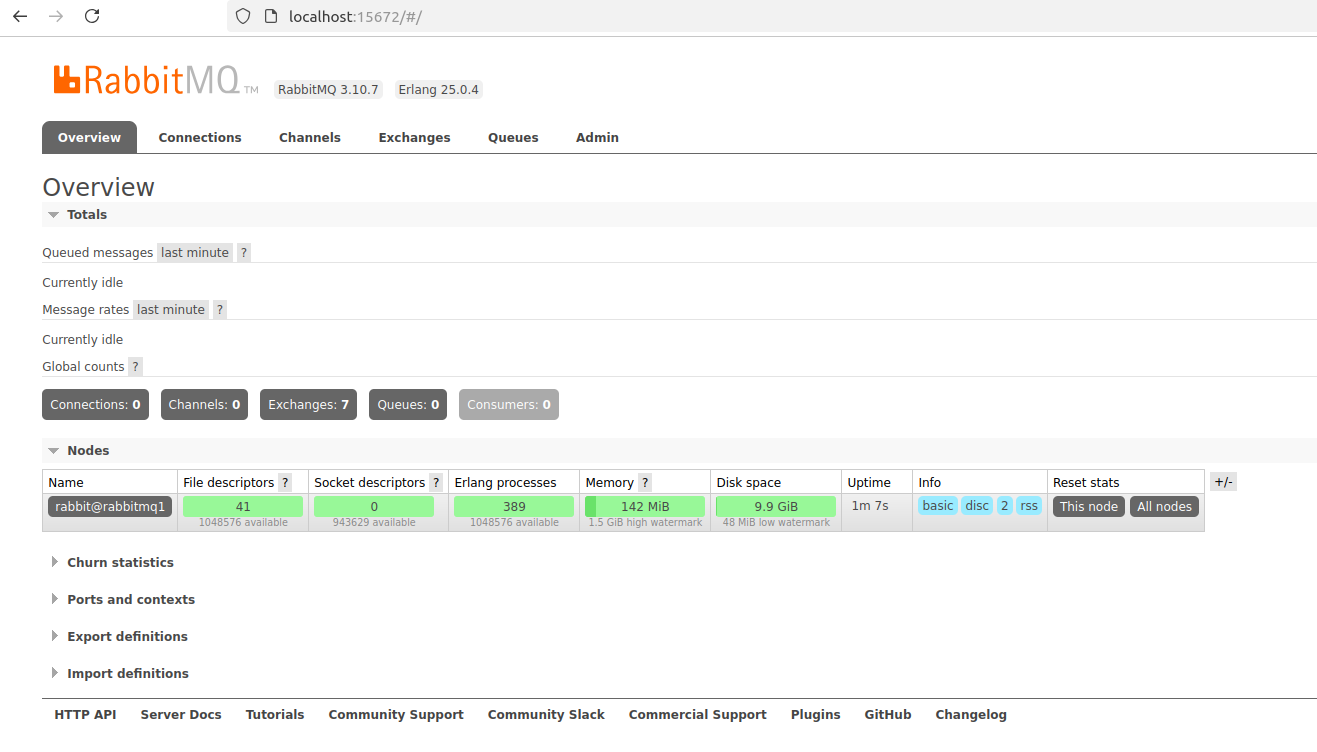 localhost:15672/#/
RabbitMQ TM RabbitMQ 3.10.7 Erlang 25.0.4
Overview Connections Channels Exchanges Queues Admin
Overview
Totals
Queued messages last minute ?
Currently idle
Message rates last minute ?
Currently idle
Global counts ?
Connections: 0 Channels: 0 Exchanges: 7 Queues: 0 Consumers: 0
Nodes
Name File descriptors ? Socket descriptors ? Erlang processes Memory ? Disk space Uptime Info Reset stats +/-
rabbit@rabbitmq1 41 0 389 142 MiB 9.9 GiB 1m 7s basic disc 2 rss This node All nodes
1048576 available 943629 available 1048576 available 1.5 GiB high watermark 48 MiB low watermark
Churn statistics
Ports and contexts
Export definitions
Import definitions
HTTP API Server Docs Tutorials Community Support Community Slack Commercial Support Plugins GitHub Changelog